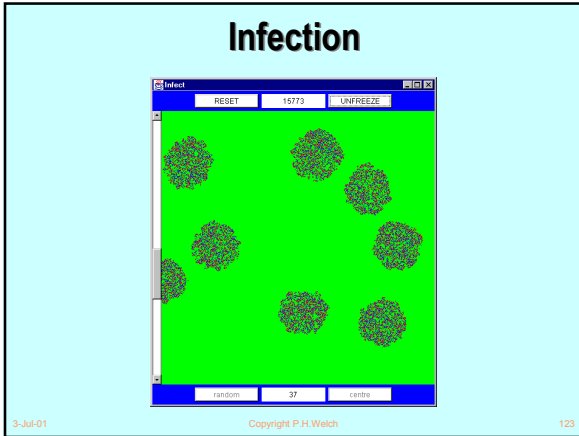 Infection
Infect
RESET 15773 UNFREEZE
random 37 centre
3-Jul-01 Copyright P.H.Welch 123